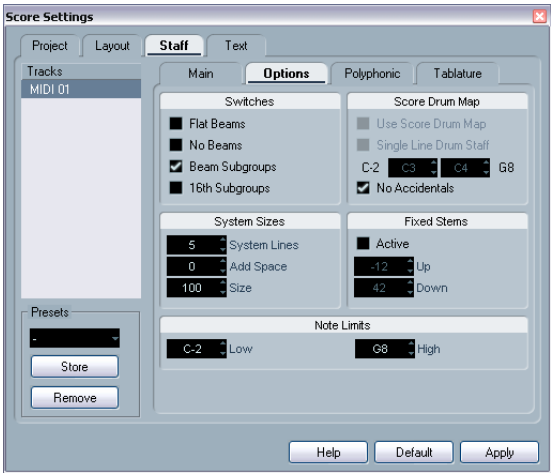 Score Settings
Project Layout Staff Text
Tracks
MIDI 01
Main Options Polyphonic Tablature
Switches
Flat Beams
No Beams
Beam Subgroups
16th Subgroups
Score Drum Map
Use Score Drum Map
Single Line Drum Staff
C-2 C3 C4 G8
No Accidentals
System Sizes
5 System Lines
0 Add Space
100 Size
Fixed Stems
Active
-12 Up
42 Down
Note Limits
C-2 Low G8 High
Presets
-
Store
Remove
Help Default Apply